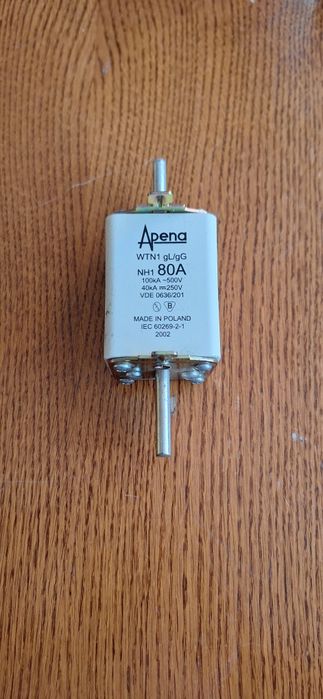 Apena
WTN1 gL/gG
NH1 80A
100kA ~500V
40kA ⎓250V
VDE 0636/201
B
MADE IN POLAND
IEC 60269-2-1
2002